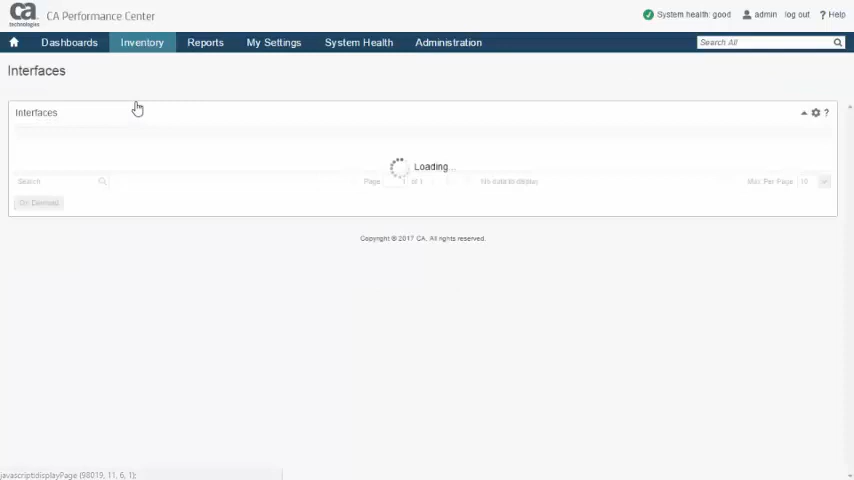 ca technologies CA Performance Center System health: good admin log out ? Help
Dashboards Inventory Reports My Settings System Health Administration Search All
Interfaces
Interfaces ?
Loading...
Search Page 1 of 1 No data to display Max Per Page 10
On Demand
Copyright © 2017 CA. All rights reserved.
javascript:displayPage (98019, 11, 6, 1);